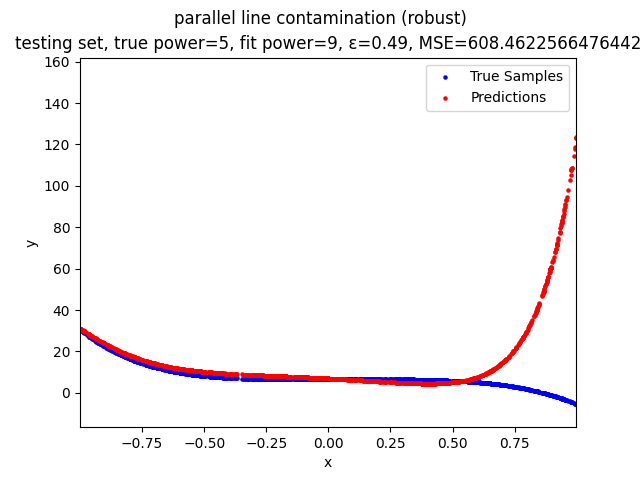 parallel line contamination (robust)
testing set, true power=5, fit power=9, ε=0.49, MSE=608.4622566476442
True Samples
Predictions
160
140
120
100
80
60
40
20
0
y
−0.75 −0.50 −0.25 0.00 0.25 0.50 0.75
x